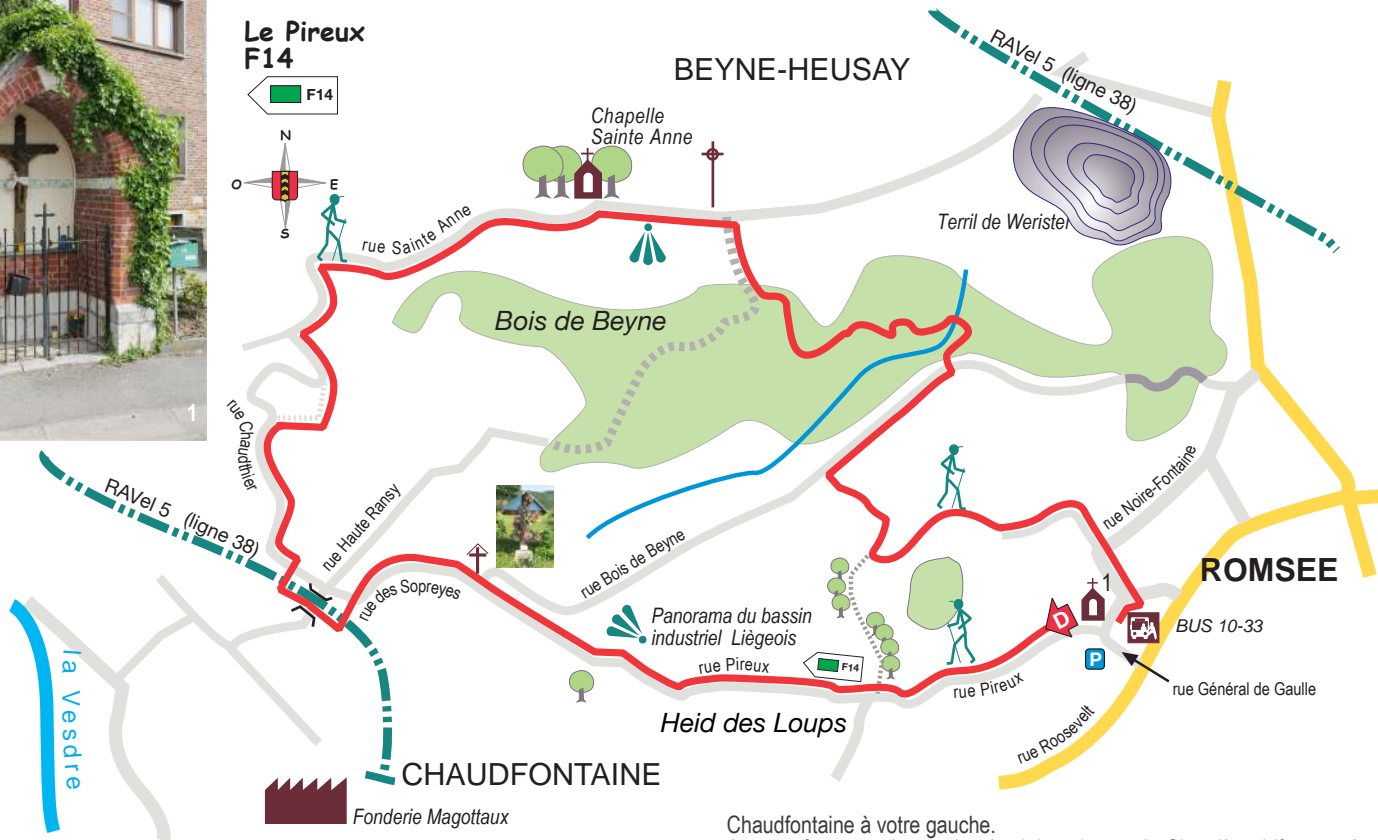 Le Pireux
F14
F14
N
O
E
S
1
BEYNE-HEUSAY
RAVel 5 (ligne 38)
Chapelle
Sainte Anne
Terril de Werister
rue Sainte Anne
Bois de Beyne
rue Chaudthier
RAVel 5 (ligne 38)
rue Haute Ransy
rue Noire-Fontaine
rue des Sopreyes
rue Bois de Beyne
ROMSEE
1
D
BUS 10-33
Panorama du bassin
industriel Liègeois
P
F14
rue Pireux
rue Pireux
rue Général de Gaulle
Heid des Loups
rue Roosevelt
la Vesdre
CHAUDFONTAINE
Fonderie Magottaux
Chaudfontaine à votre gauche.